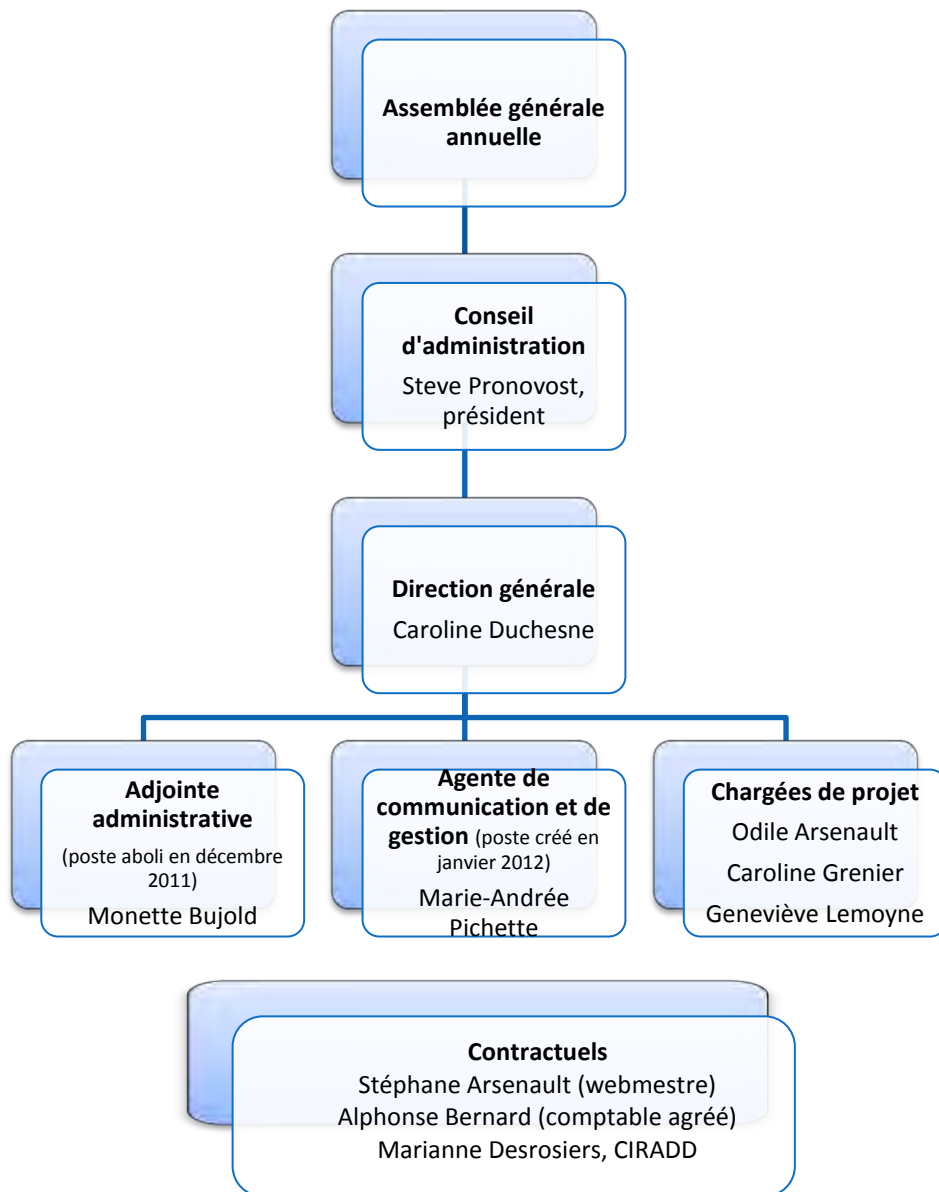 Assemblée générale
annuelle
Conseil
d'administration
Steve Pronovost,
président
Direction générale
Caroline Duchesne
Adjointe
administrative
(poste aboli en décembre
2011)
Monette Bujold
Agente de
communication et de
gestion (poste créé en
janvier 2012)
Marie-Andrée
Pichette
Chargées de projet
Odile Arsenault
Caroline Grenier
Geneviève Lemoyne
Contractuels
Stéphane Arsenault (webmestre)
Alphonse Bernard (comptable agréé)
Marianne Desrosiers, CIRADD